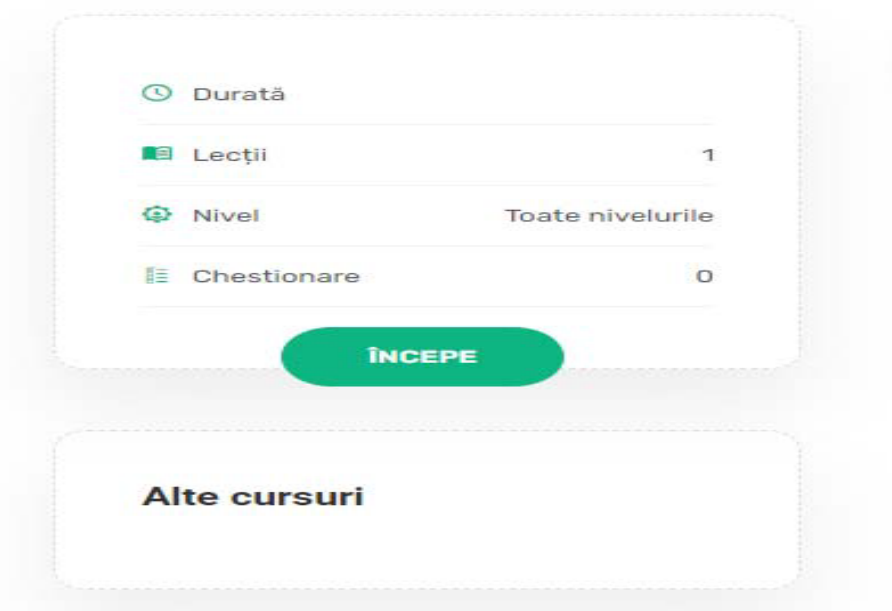 Durată
Lecții 1
Nivel Toate nivelurile
Chestionare 0
ÎNCEPE
Alte cursuri